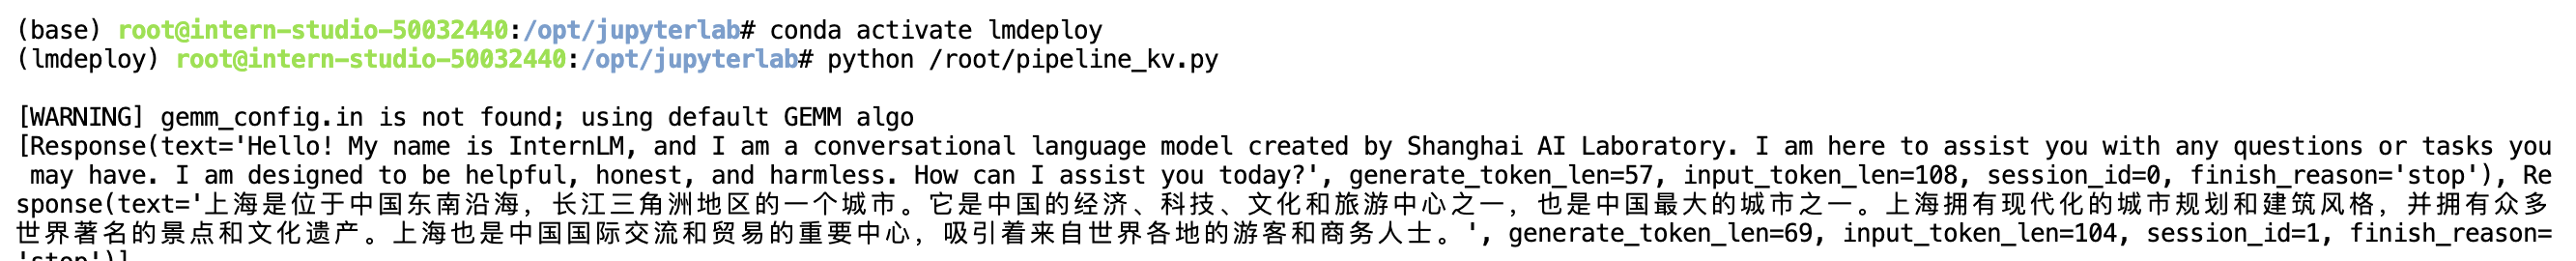 (base) root@intern-studio-50032440:/opt/jupyterlab# conda activate lmdeploy
(lmdeploy) root@intern-studio-50032440:/opt/jupyterlab# python /root/pipeline_kv.py
[WARNING] gemm_config.in is not found; using default GEMM algo
[Response(text='Hello! My name is InternLM, and I am a conversational language model created by Shanghai AI Laboratory. I am here to assist you with any questions or tasks you
may have. I am designed to be helpful, honest, and harmless. How can I assist you today?', generate_token_len=57, input_token_len=108, session_id=0, finish_reason='stop'), Re
sponse(text='上海是位于中国东南沿海，长江三角洲地区的一个城市。它是中国的经济、科技、文化和旅游中心之一，也是中国最大的城市之一。上海拥有现代化的城市规划和建筑风格，并拥有众多
世界著名的景点和文化遗产。上海也是中国国际交流和贸易的重要中心，吸引着来自世界各地的游客和商务人士。', generate_token_len=69, input_token_len=104, session_id=1, finish_reason=
'stop')]